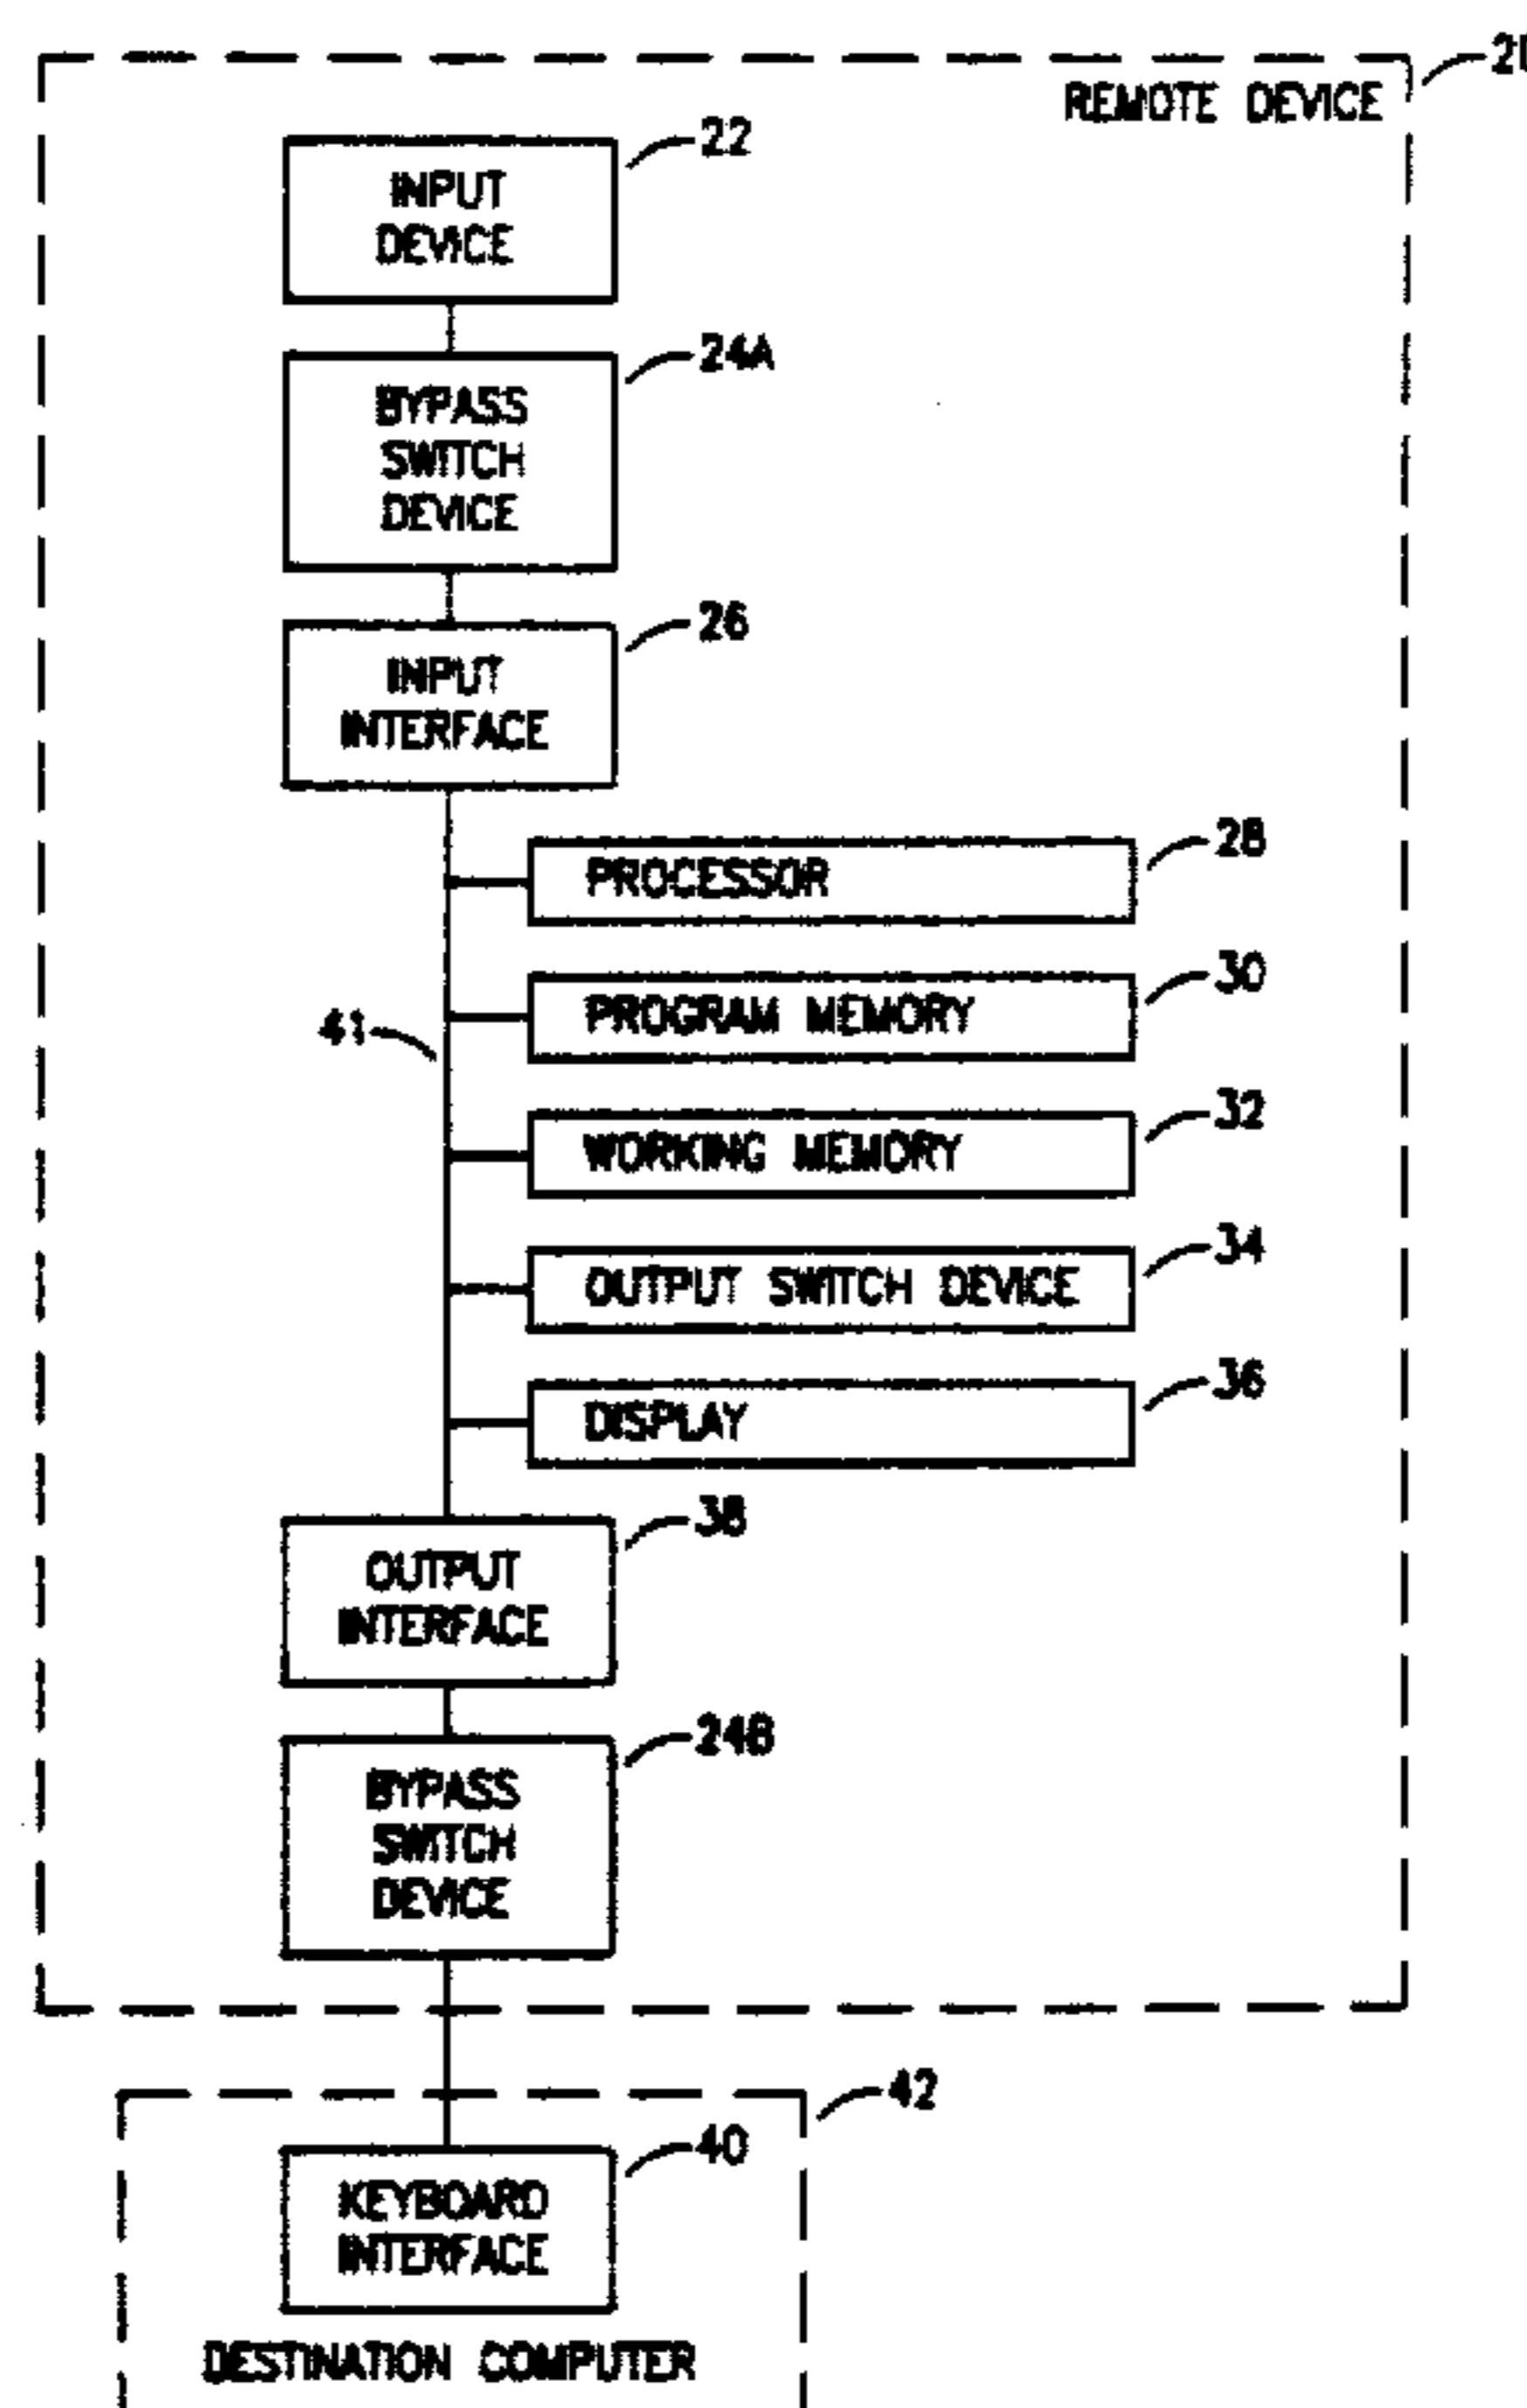 REMOTE DEVICE
22
INPUT
DEVICE
24A
BYPASS
SWITCH
DEVICE
26
INPUT
INTERFACE
28
PROCESSOR
30
PROGRAM MEMORY
41
32
WORKING MEMORY
34
OUTPUT SWITCH DEVICE
36
DISPLAY
38
OUTPUT
INTERFACE
24B
BYPASS
SWITCH
DEVICE
42
40
KEYBOARD
INTERFACE
DESTINATION COMPUTER